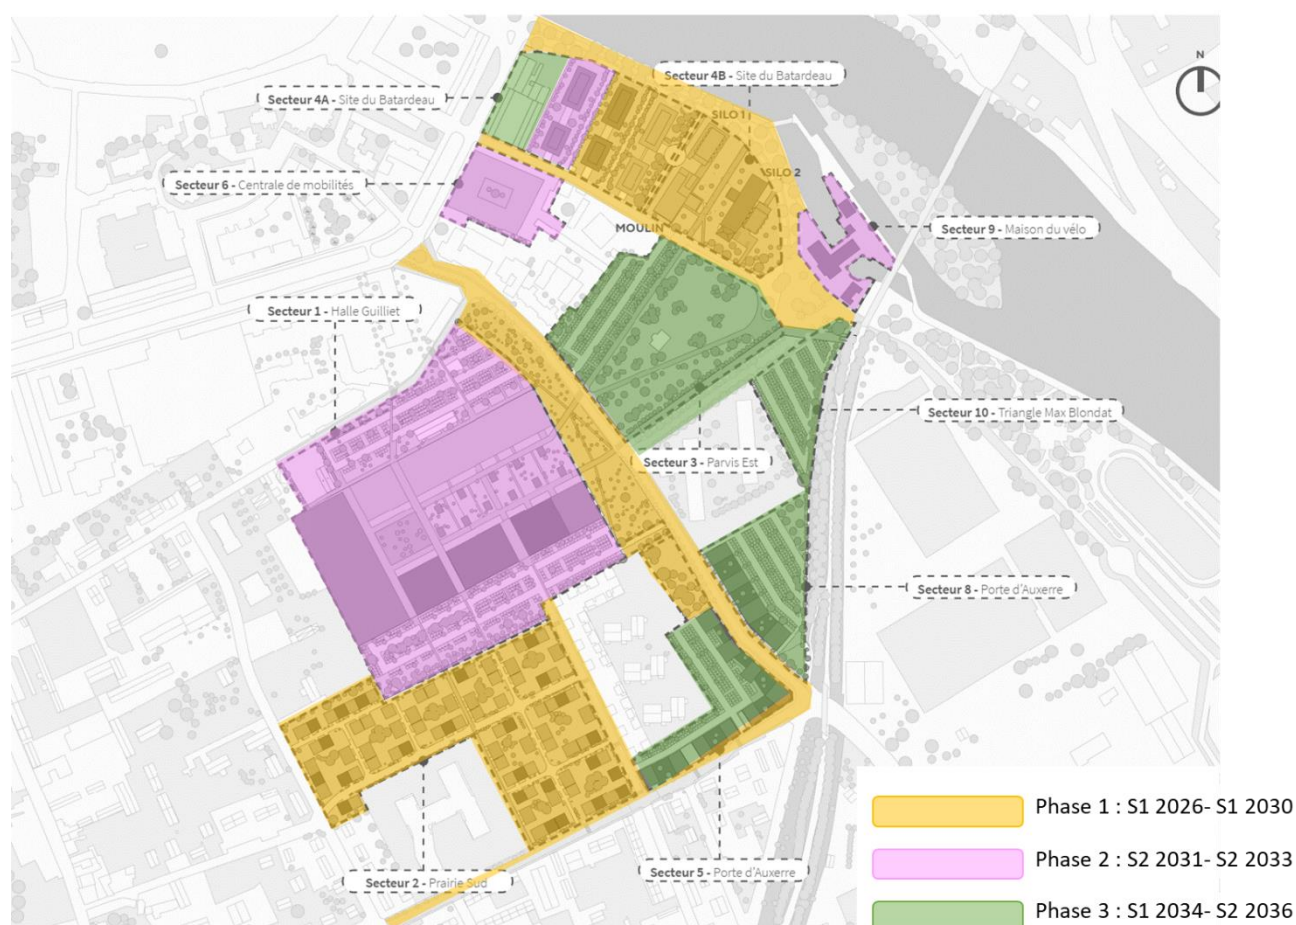 N
Secteur 4B - Site du Batardeau
Secteur 4A - Site du Batardeau
SILO 1
SILO 2
Secteur 6 - Centrale de mobilités
MOULIN
Secteur 9 - Maison du vélo
Secteur 1 - Halle Guilliet
Secteur 10 - Triangle Max Blondat
Secteur 3 - Parvis Est
Secteur 8 - Porte d'Auxerre
Secteur 5 - Porte d'Auxerre
Secteur 2 - Prairie Sud
Phase 1 : S1 2026- S1 2030
Phase 2 : S2 2031- S2 2033
Phase 3 : S1 2034- S2 2036